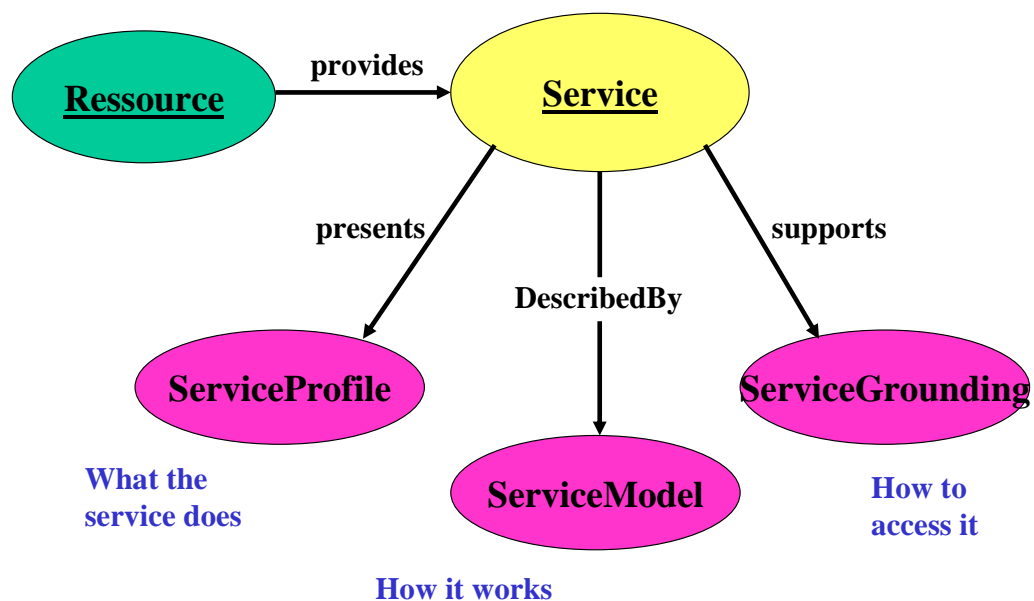 provides
Ressource
Service
presents
supports
DescribedBy
ServiceProfile
ServiceGrounding
What the
service does
ServiceModel
How to
access it
How it works